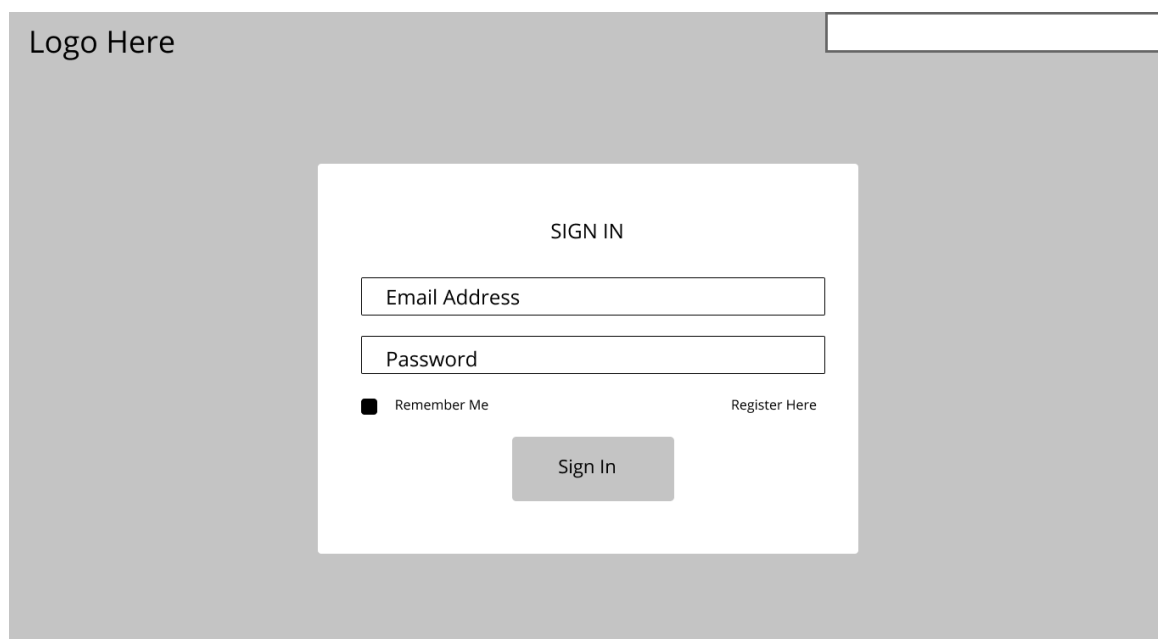 Logo Here
SIGN IN
Email Address
Password
Remember Me
Register Here
Sign In